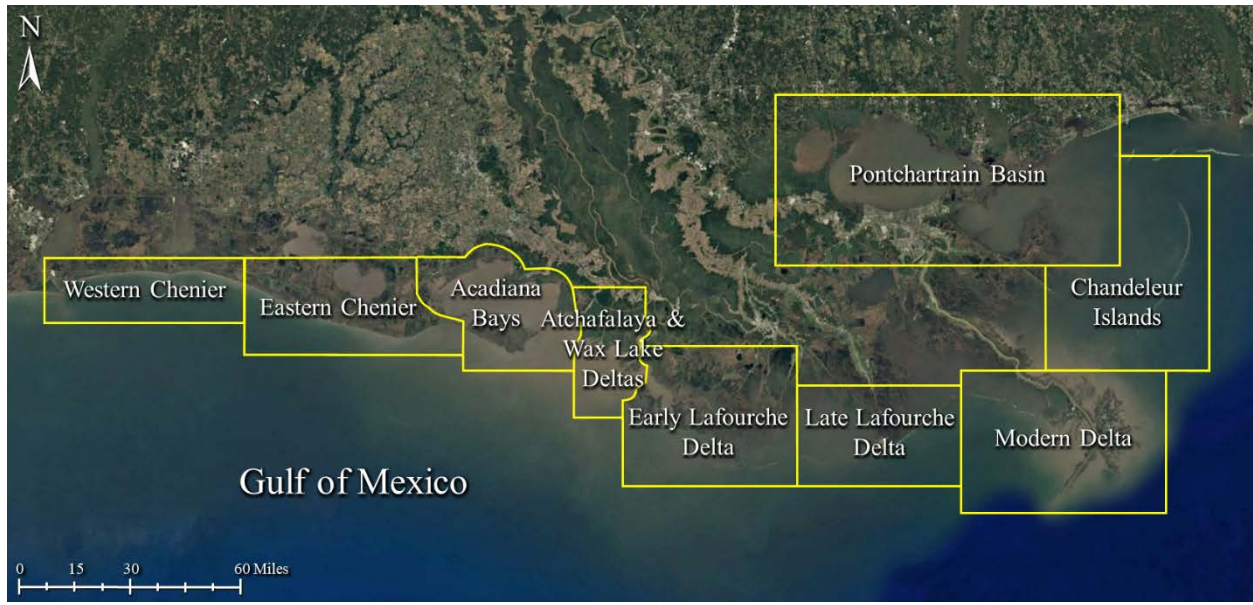 N
Pontchartrain Basin
Western Chenier
Eastern Chenier
Acadiana
Bays
Atchafalaya &
Wax Lake
Deltas
Chandeleur
Islands
Early Lafourche
Delta
Late Lafourche
Delta
Modern Delta
Gulf of Mexico
0 15 30 60 Miles